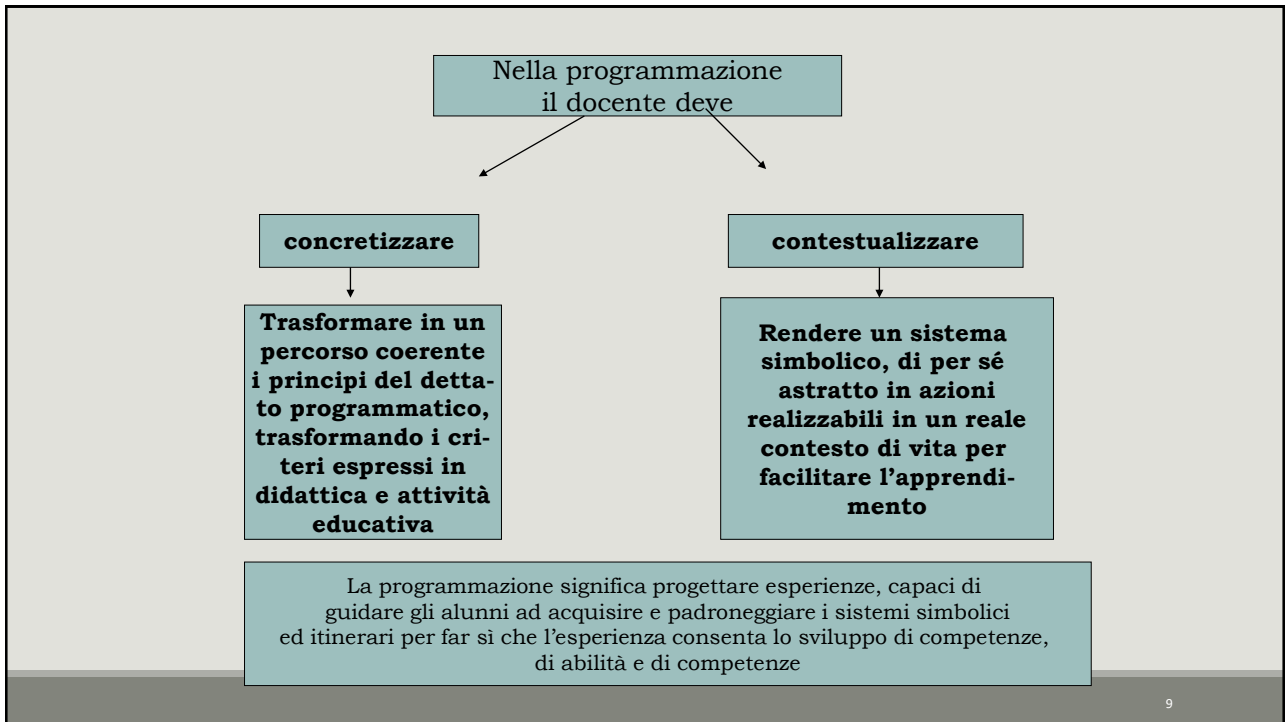 Nella programmazione
il docente deve
concretizzare
contestualizzare
Trasformare in un
percorso coerente
i principi del detta-
to programmatico,
trasformando i cri-
teri espressi in
didattica e attività
educativa
Rendere un sistema
simbolico, di per sé
astratto in azioni
realizzabili in un reale
contesto di vita per
facilitare l’apprendi-
mento
La programmazione significa progettare esperienze, capaci di
guidare gli alunni ad acquisire e padroneggiare i sistemi simbolici
ed itinerari per far sì che l’esperienza consenta lo sviluppo di competenze,
di abilità e di competenze
9